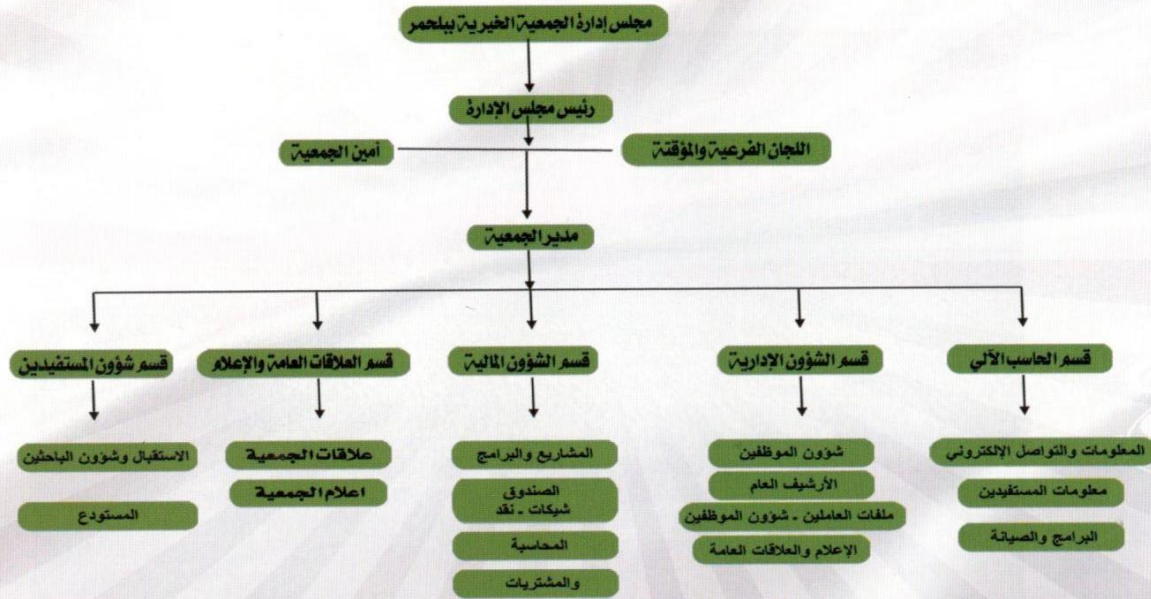 مجلس إدارة الجمعية الخيرية ببلحمر
رئيس مجلس الإدارة
اللجان الفرعية والمؤقتة
أمين الجمعية
مدير الجمعية
قسم الحاسب الآلي
قسم الشؤون الإدارية
قسم الشؤون المالية
قسم العلاقات العامة والإعلام
قسم شؤون المستفيدين
المعلومات والتواصل الإلكتروني
معلومات المستفيدين
البرامج والصيانة
شؤون الموظفين
الأرشيف العام
ملفات العاملين - شؤون الموظفين
الإعلام والعلاقات العامة
المشاريع والبرامج
الصندوق
شيكات - نقد
المحاسبة
والمشتريات
علاقات الجمعية
اعلام الجمعية
الاستقبال وشؤون الباحثين
المستودع